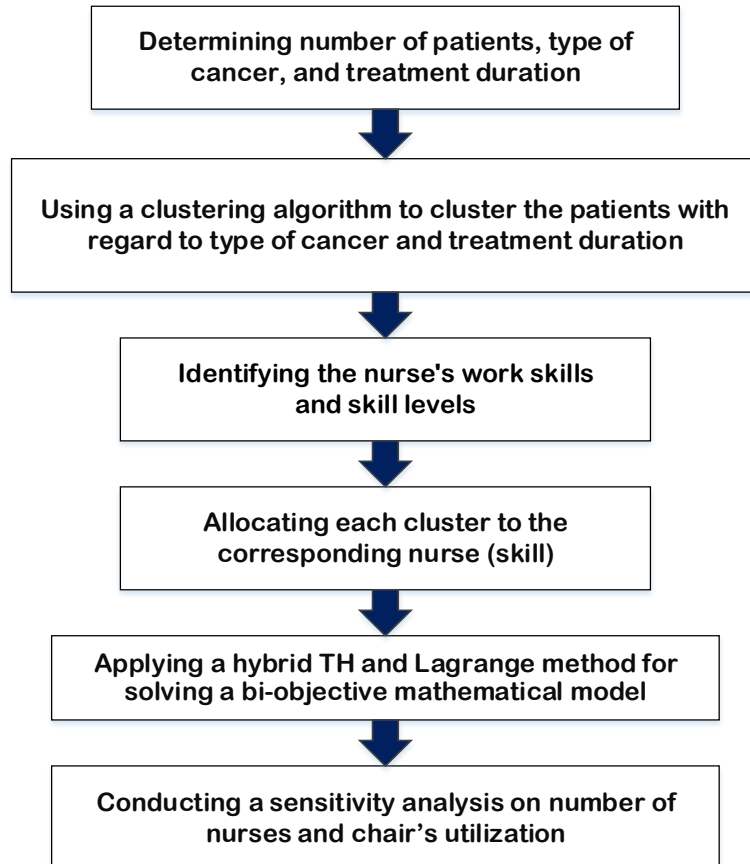 Determining number of patients, type of
cancer, and treatment duration
Using a clustering algorithm to cluster the patients with
regard to type of cancer and treatment duration
Identifying the nurse's work skills
and skill levels
Allocating each cluster to the
corresponding nurse (skill)
Applying a hybrid TH and Lagrange method for
solving a bi-objective mathematical model
Conducting a sensitivity analysis on number of
nurses and chair’s utilization